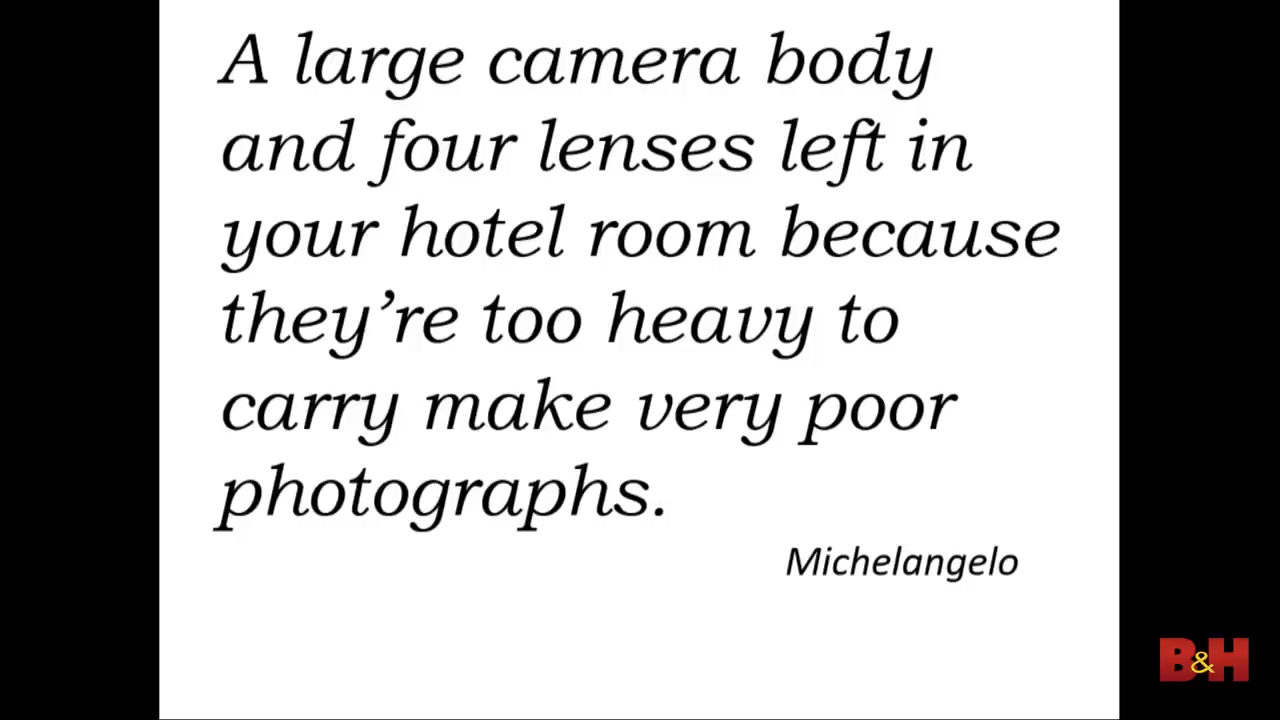 A large camera body
and four lenses left in
your hotel room because
they’re too heavy to
carry make very poor
photographs.
Michelangelo
B&H